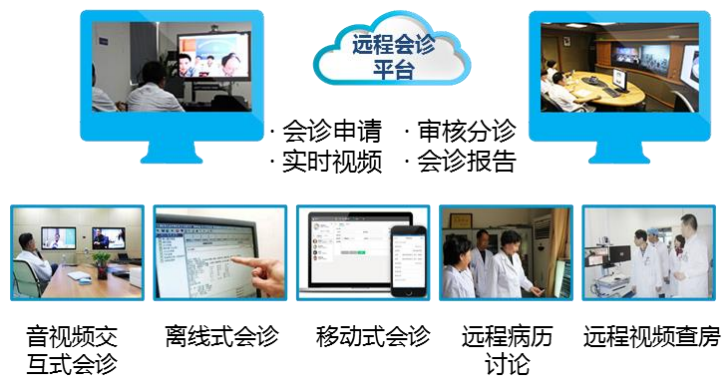 远程会诊
平台
· 会诊申请 · 审核分诊
· 实时视频 · 会诊报告
音视频交
互式会诊
离线式会诊
移动式会诊
远程病历
讨论
远程视频查房